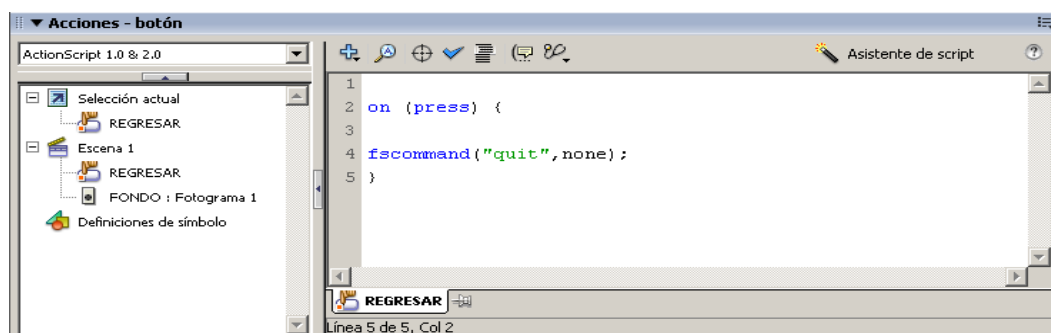 Acciones - botón
ActionScript 1.0 & 2.0
Asistente de script
Selección actual
REGRESAR
Escena 1
REGRESAR
FONDO : Fotograma 1
Definiciones de símbolo
1
2 on (press) {
3
4 fscommand("quit",none);
5 }
REGRESAR
Línea 5 de 5, Col 2